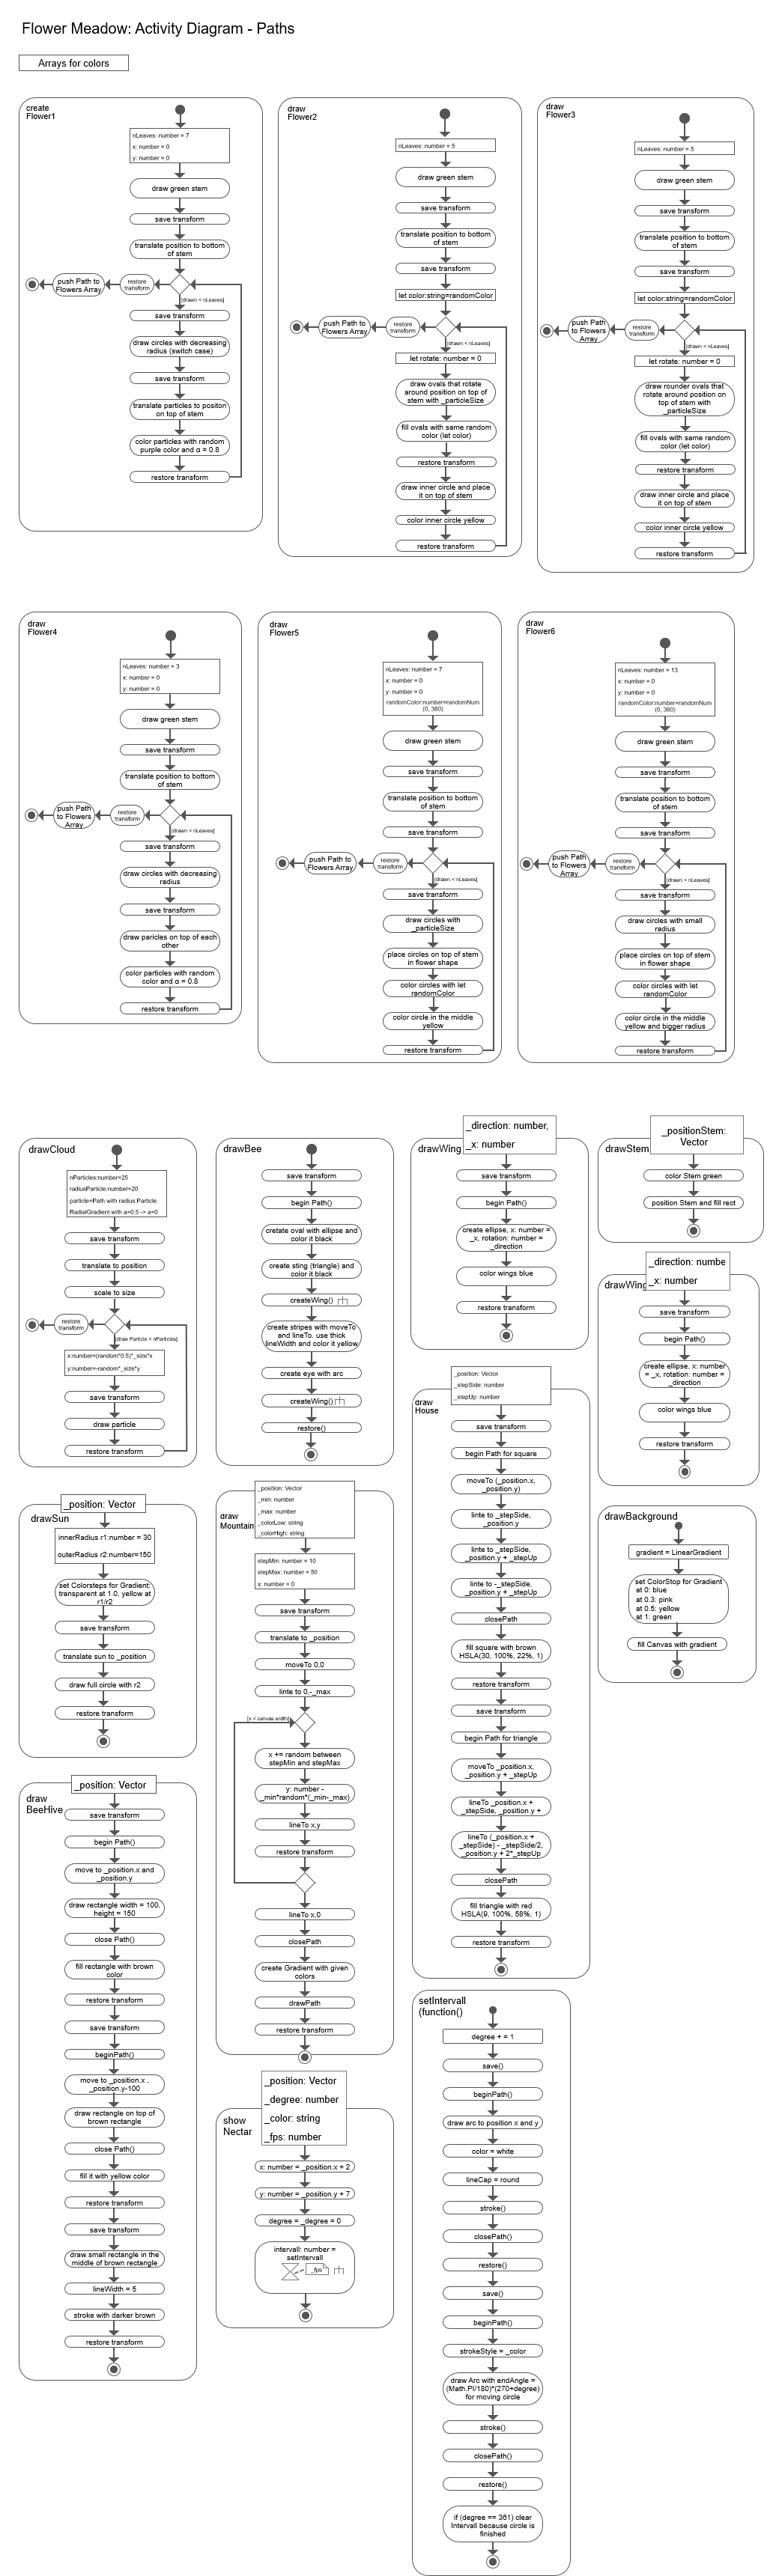 Flower Meadow: Activity Diagram - Paths
Arrays for colors
create
Flower1
nLeaves: number = 7
x: number = 0
y: number = 0
draw green stem
save transform
translate position to bottom
of stem
push Path to
Flowers Array
restore
transform
[drawn < nLeaves]
save transform
draw circles with decreasing
radius (switch case)
save transform
translate particles to positon
on top of stem
color particles with random
purple color and α = 0.8
restore transform
draw
Flower2
nLeaves: number = 5
draw green stem
save transform
translate position to bottom
of stem
save transform
let color:string=randomColor
push Path to
Flowers Array
restore
transform
[drawn < nLeaves]
let rotate: number = 0
draw ovals that rotate
around position on top of
stem with _particleSize
fill ovals with same random
color (let color)
restore transform
draw inner circle and place
it on top of stem
color inner circle yellow
restore transform
draw
Flower3
nLeaves: number = 5
draw green stem
save transform
translate position to bottom
of stem
save transform
let color:string=randomColor
push Path
to Flowers
Array
restore
transform
[drawn < nLeaves]
let rotate: number = 0
draw rounder ovals that
rotate around position on
top of stem with
_particleSize
fill ovals with same random
color (let color)
restore transform
draw inner circle and place
it on top of stem
color inner circle yellow
restore transform
draw
Flower4
nLeaves: number = 3
x: number = 0
y: number = 0
draw green stem
save transform
translate position to bottom
of stem
push Path
to Flowers
Array
restore
transform
[drawn < nLeaves]
save transform
draw circles with decreasing
radius
save transform
draw paricles on top of each
other
color particles with random
color and α = 0.8
restore transform
draw
Flower5
nLeaves: number = 7
x: number = 0
y: number = 0
randomColor:number=randomNum
(0, 360)
draw green stem
save transform
translate position to bottom
of stem
save transform
push Path to
Flowers Array
restore
transform
[drawn < nLeaves]
save transform
draw circles with
_particleSize
place circles on top of stem
in flower shape
color circles with let
randomColor
color circle in the middle
yellow
restore transform
draw
Flower6
nLeaves: number = 13
x: number = 0
y: number = 0
randomColor:number=randomNum
(0, 360)
draw green stem
save transform
translate position to bottom
of stem
save transform
push Path
to Flowers
Array
restore
transform
[drawn < nLeaves]
save transform
draw circles with small
radius
place circles on top of stem
in flower shape
color circles with let
randomColor
color circle in the middle
yellow and bigger radius
restore transform
drawCloud
nParticles:number=25
radiusParticle:number=20
particle=Path with radius Particle
RadialGradient with a=0.5 -> a=0
save transform
translate to position
scale to size
restore
transform
[draw Particle < nParticles]
x:number=(random*0.5)*_size*x
y:number=-random*_size*y
save transform
draw particle
restore transform
drawBee
save transform
begin Path()
cretate oval with ellipse and
color it black
create sting (triangle) and
color it black
createWing()
create stripes with moveTo
and lineTo. use thick
lineWidth and color it yellow
create eye with arc
createWing()
restore()
drawWing
_direction: number,
_x: number
save transform
begin Path()
create ellipse, x: number =
_x, rotation: number =
_direction
color wings blue
restore transform
drawStem
_positionStem:
Vector
color Stem green
position Stem and fill rect
drawWing
_direction: numbe
_x: number
save transform
begin Path()
create ellipse, x: number
= _x, rotation: number =
_direction
color wings blue
restore transform
draw
House
_position: Vector
_stepSide: number
_stepUp: number
save transform
begin Path for square
moveTo (_position.x,
_position.y)
linte to _stepSide,
_position.y
linte to _stepSide,
_position.y + _stepUp
linte to -_stepSide,
_position.y + _stepUp
closePath
fill square with brown
HSLA(30, 100%, 22%, 1)
restore transform
save transform
begin Path for triangle
moveTo _position.x,
_position.y + _stepUp
lineTo _position.x +
_stepSide, _position.y +
lineTo (_position.x +
_stepSide) - _stepSide/2,
_position.y + 2*_stepUp
closePath
fill triangle with red
HSLA(9, 100%, 58%, 1)
restore transform
drawSun
_position: Vector
innerRadius r1:number = 30
outerRadius r2:number=150
set Colorsteps for Gradient:
transparent at 1.0, yellow at
r1/r2
save transform
translate sun to _position
draw full circle with r2
restore transform
draw
Mountain
_position: Vector
_min: number
_max: number
_colorLow: string
_colorHigh: string
stepMin: number = 10
stepMax: number = 50
x: number = 0
save transform
translate to _position
moveTo 0,0
linte to 0,-_max
[x < canvas.width]
x += random between
stepMin and stepMax
y: number -
_min*random*(_min-_max)
lineTo x,y
restore transform
lineTo x,0
closePath
create Gradient with given
colors
drawPath
restore transform
drawBackground
gradient = LinearGradient
set ColorStop for Gradient
at 0: blue
at 0.3: pink
at 0.5: yellow
at 1: green
fill Canvas with gradient
draw
BeeHive
_position: Vector
save transform
begin Path()
move to _position.x and
_position.y
draw rectangle width = 100,
height = 150
close Path()
fill rectangle with brown
color
restore transform
save transform
beginPath()
move to _position.x ,
_position.y-100
draw rectangle on top of
brown rectangle
close Path()
fill it with yellow color
restore transform
save transform
draw small rectangle in the
middle of brown rectangle
lineWidth = 5
stroke with darker brown
restore transform
show
Nectar
_position: Vector
_degree: number
_color: string
_fps: number
x: number = _position.x + 2
y: number = _position.y + 7
degree = _degree = 0
intervall: number =
setIntervall
_fps
setIntervall
(function()
degree + = 1
save()
beginPath()
draw arc to position x and y
color = white
lineCap = round
stroke()
closePath()
restore()
save()
beginPath()
strokeStyle = _color
draw Arc with endAngle =
(Math.PI/180)*(270+degree)
for moving circle
stroke()
closePath()
restore()
if (degree == 361) clear
Intervall because circle is
finished